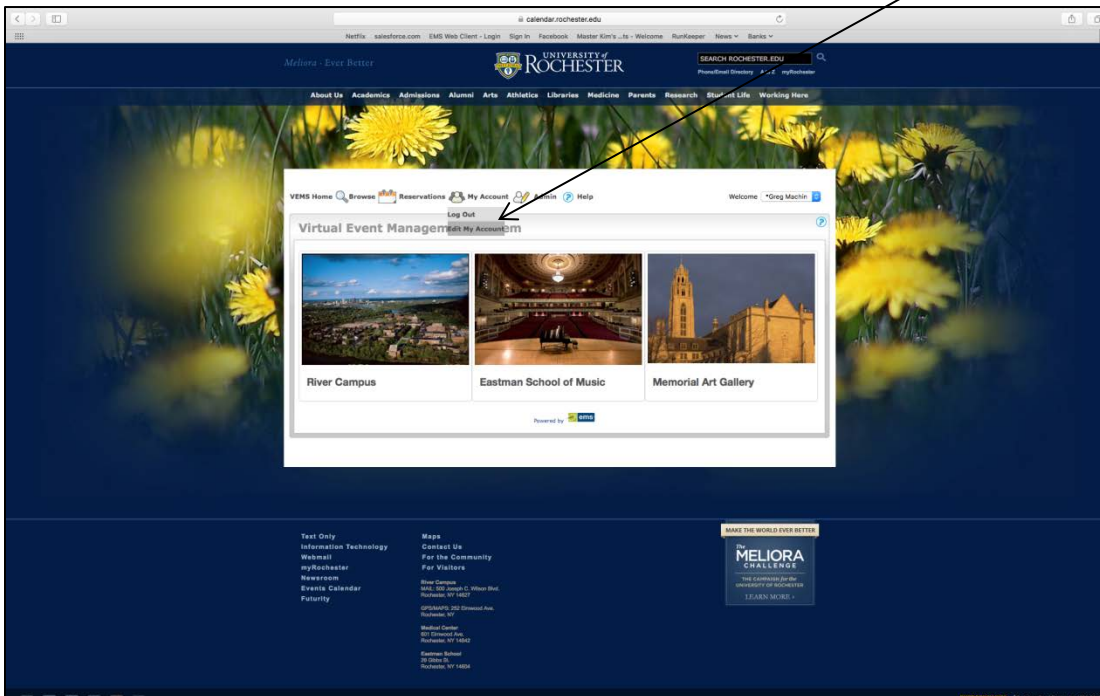 calendar.rochester.edu
Netflix salesforce.com EMS Web Client - Login Sign In Facebook Master Kim's ...ts - Welcome RunKeeper News Banks
Meliora - Ever Better
UNIVERSITY of
ROCHESTER
SEARCH ROCHESTER.EDU
Phone/Email Directory A to Z myRochester
About Us Academics Admissions Alumni Arts Athletics Libraries Medicine Parents Research Student Life Working Here
VEMS Home Browse Reservations My Account Admin Help Welcome *Greg Machin
Log Out
Edit My Account
Virtual Event Managem em
River Campus Eastman School of Music Memorial Art Gallery
Powered by ems
Text Only
Information Technology
Webmail
myRochester
Newsroom
Events Calendar
Futurity
Maps
Contact Us
For the Community
For Visitors
River Campus
MAIL: 500 Joseph C. Wilson Blvd.
Rochester, NY 14627
GPS/MAPS: 252 Elmwood Ave.
Rochester, NY
Medical Center
601 Elmwood Ave.
Rochester, NY 14642
Eastman School
26 Gibbs St.
Rochester, NY 14604
MAKE THE WORLD EVER BETTER
The
MELIORA
CHALLENGE
THE CAMPAIGN for the
UNIVERSITY OF ROCHESTER
LEARN MORE »